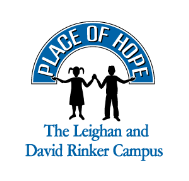 PLACE OF HOPE
The Leighan and
David Rinker Campus